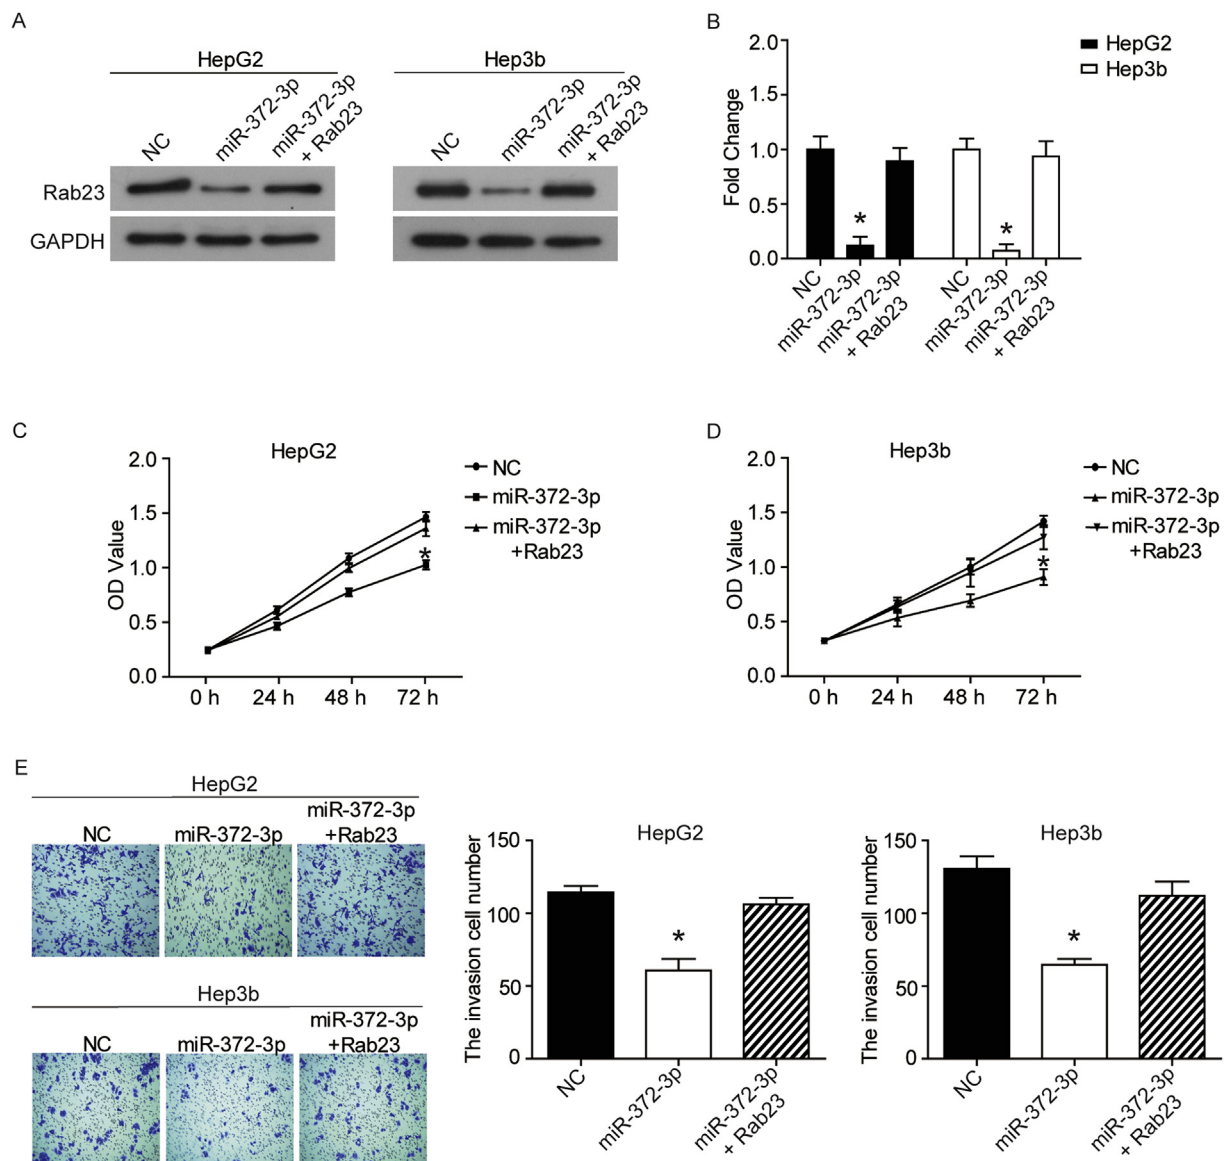 A
HepG2
Hep3b
NC
miR-372-3p
miR-372-3p
+ Rab23
NC
miR-372-3p
miR-372-3p
+ Rab23
Rab23
GAPDH
B
2.0
1.5
1.0
0.5
0.0
Fold Change
HepG2
Hep3b
*
*
NC
miR-372-3p
miR-372-3p
+ Rab23
NC
miR-372-3p
miR-372-3p
+ Rab23
C
HepG2
2.0
1.5
1.0
0.5
0.0
OD Value
NC
miR-372-3p
miR-372-3p
+Rab23
*
0 h
24 h
48 h
72 h
D
Hep3b
2.0
1.5
1.0
0.5
0.0
OD Value
NC
miR-372-3p
miR-372-3p
+Rab23
*
0 h
24 h
48 h
72 h
E
HepG2
NC
miR-372-3p
miR-372-3p
+Rab23
Hep3b
NC
miR-372-3p
miR-372-3p
+Rab23
HepG2
The invasion cell number
150
100
50
0
*
NC
miR-372-3p
miR-372-3p
+ Rab23
Hep3b
The invasion cell number
150
100
50
0
*
NC
miR-372-3p
miR-372-3p
+ Rab23